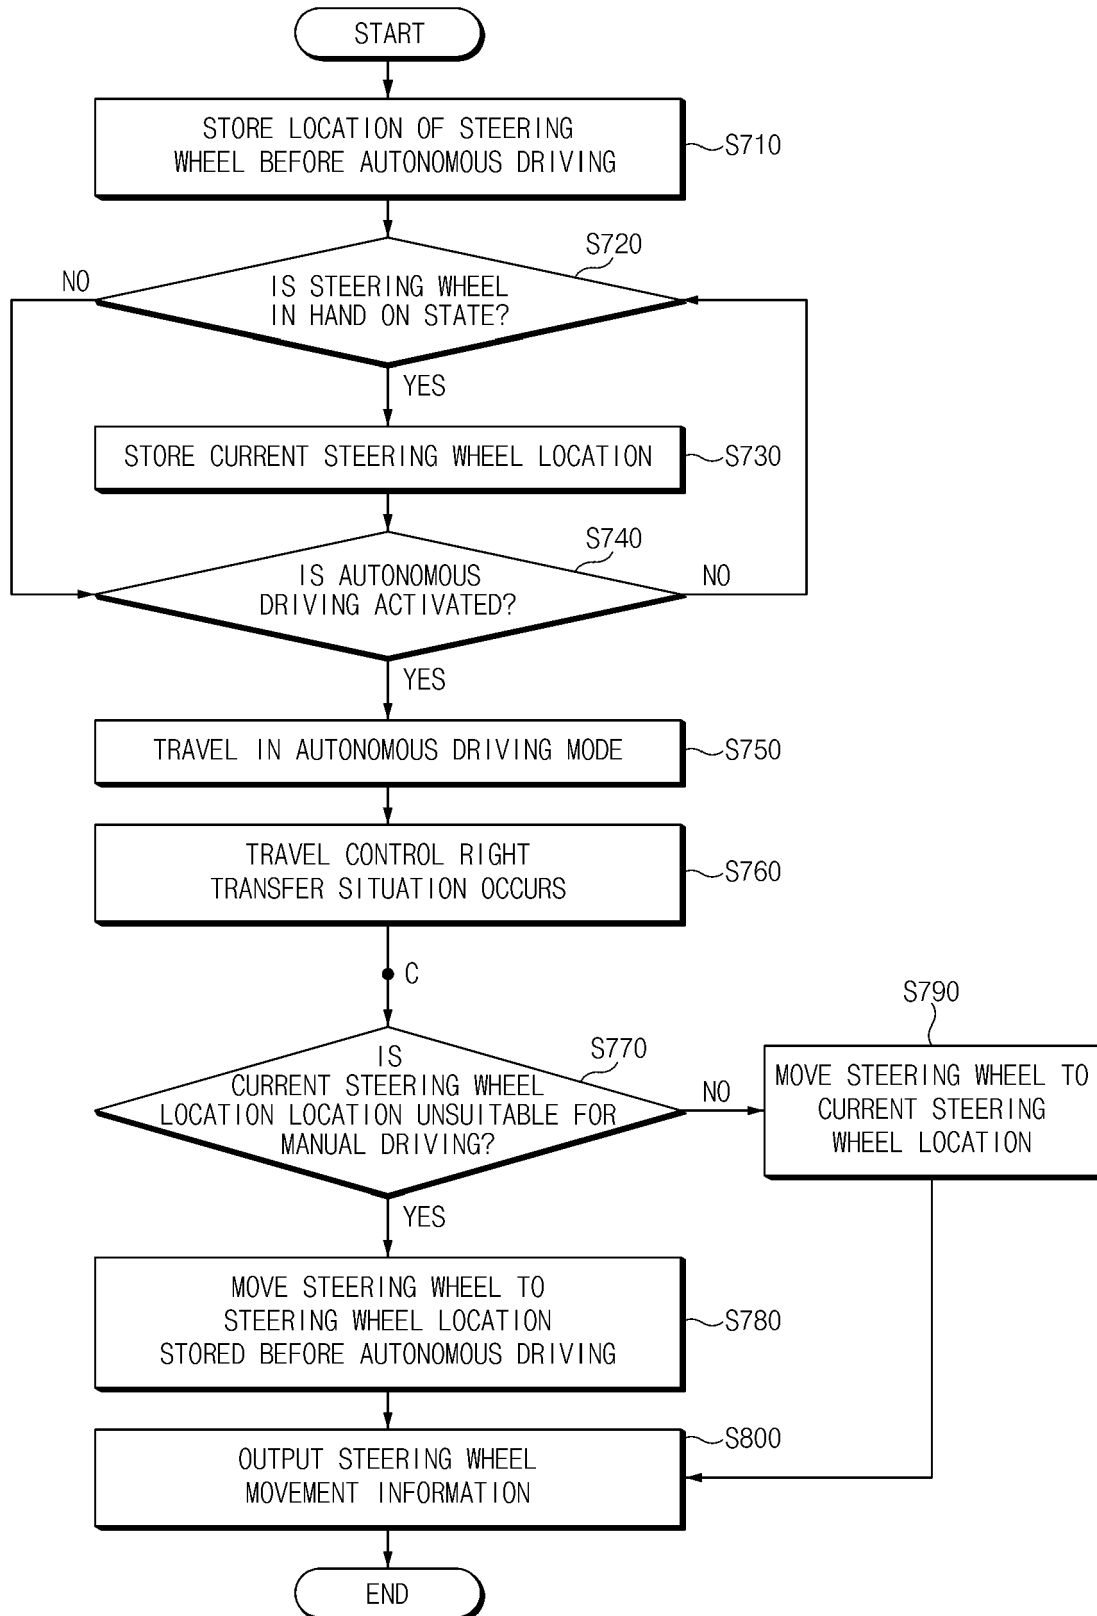 START
STORE LOCATION OF STEERING
WHEEL BEFORE AUTONOMOUS DRIVING
S710
S720
NO
IS STEERING WHEEL
IN HAND ON STATE?
YES
STORE CURRENT STEERING WHEEL LOCATION
S730
S740
IS AUTONOMOUS
DRIVING ACTIVATED?
NO
YES
TRAVEL IN AUTONOMOUS DRIVING MODE
S750
TRAVEL CONTROL RIGHT
TRANSFER SITUATION OCCURS
S760
C
S770
IS
CURRENT STEERING WHEEL
LOCATION LOCATION UNSUITABLE FOR
MANUAL DRIVING?
NO
S790
MOVE STEERING WHEEL TO
CURRENT STEERING
WHEEL LOCATION
YES
MOVE STEERING WHEEL TO
STEERING WHEEL LOCATION
STORED BEFORE AUTONOMOUS DRIVING
S780
OUTPUT STEERING WHEEL
MOVEMENT INFORMATION
S800
END